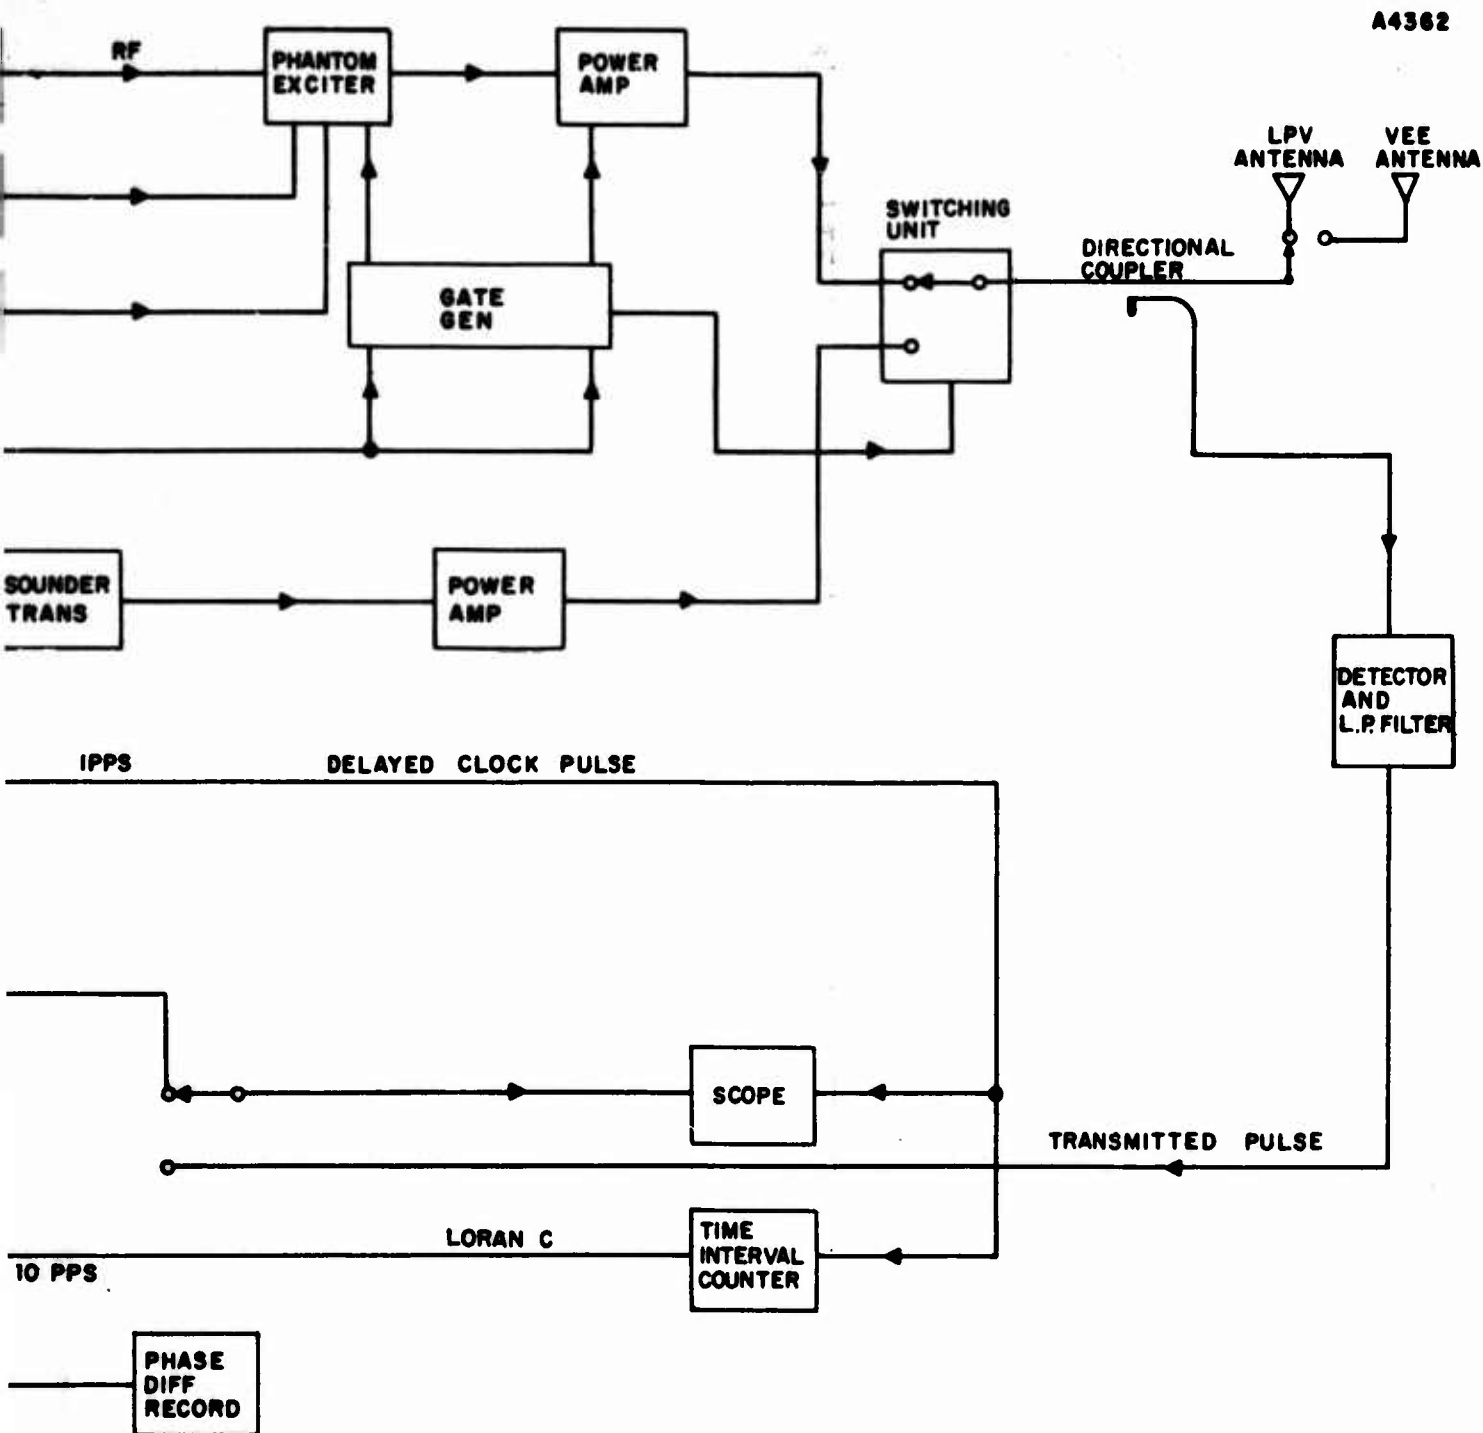 A4362
RF
PHANTOM
EXCITER
POWER
AMP
LPV
ANTENNA
VEE
ANTENNA
SWITCHING
UNIT
DIRECTIONAL
COUPLER
GATE
GEN
SOUNDER
TRANS
POWER
AMP
DETECTOR
AND
L.P. FILTER
1PPS
DELAYED CLOCK PULSE
SCOPE
TRANSMITTED PULSE
LORAN C
10 PPS
TIME
INTERVAL
COUNTER
PHASE
DIFF
RECORD